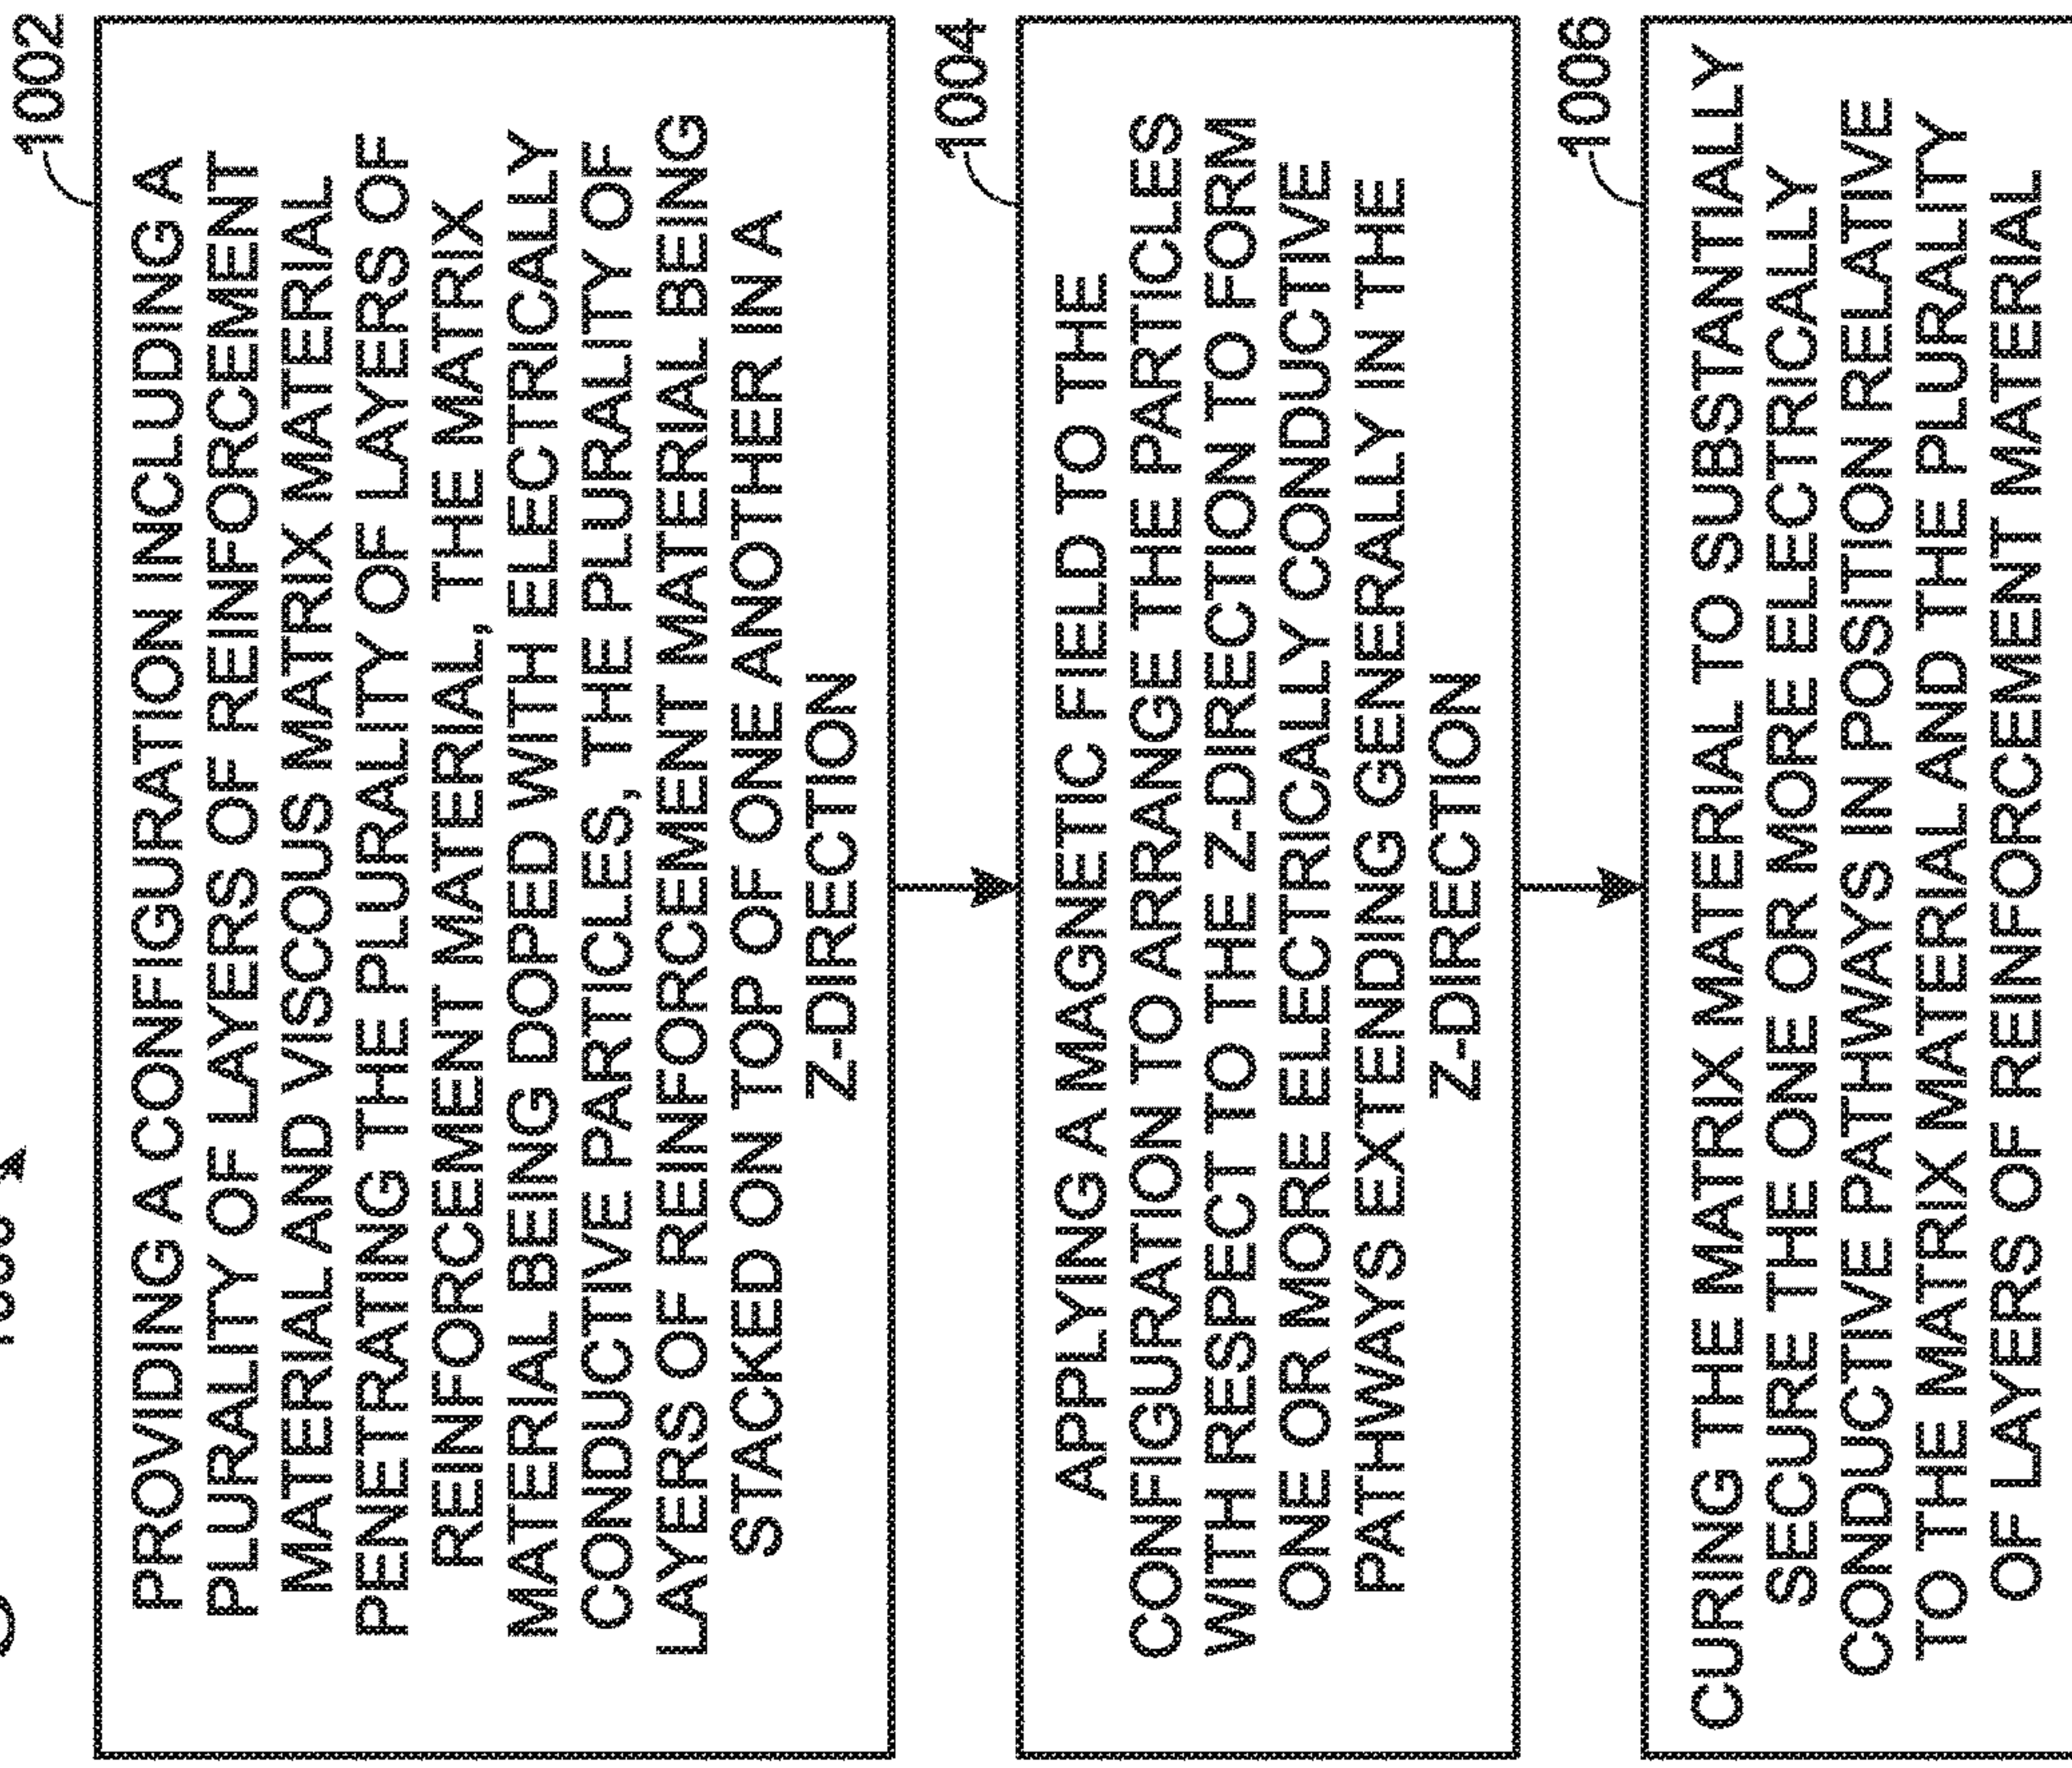 1002
PROVIDING A CONFIGURATION INCLUDING A
PLURALITY OF LAYERS OF REINFORCEMENT
MATERIAL AND VISCOUS MATRIX MATERIAL
PENETRATING THE PLURALITY OF LAYERS OF
REINFORCEMENT MATERIAL, THE MATRIX
MATERIAL BEING DOPED WITH ELECTRICALLY
CONDUCTIVE PARTICLES, THE PLURALITY OF
LAYERS OF REINFORCEMENT MATERIAL BEING
STACKED ON TOP OF ONE ANOTHER IN A
Z-DIRECTION
1004
APPLYING A MAGNETIC FIELD TO THE
CONFIGURATION TO ARRANGE THE PARTICLES
WITH RESPECT TO THE Z-DIRECTION TO FORM
ONE OR MORE ELECTRICALLY CONDUCTIVE
PATHWAYS EXTENDING GENERALLY IN THE
Z-DIRECTION
1006
CURING THE MATRIX MATERIAL TO SUBSTANTIALLY
SECURE THE ONE OR MORE ELECTRICALLY
CONDUCTIVE PATHWAYS IN POSITION RELATIVE
TO THE MATRIX MATERIAL AND THE PLURALITY
OF LAYERS OF REINFORCEMENT MATERIAL